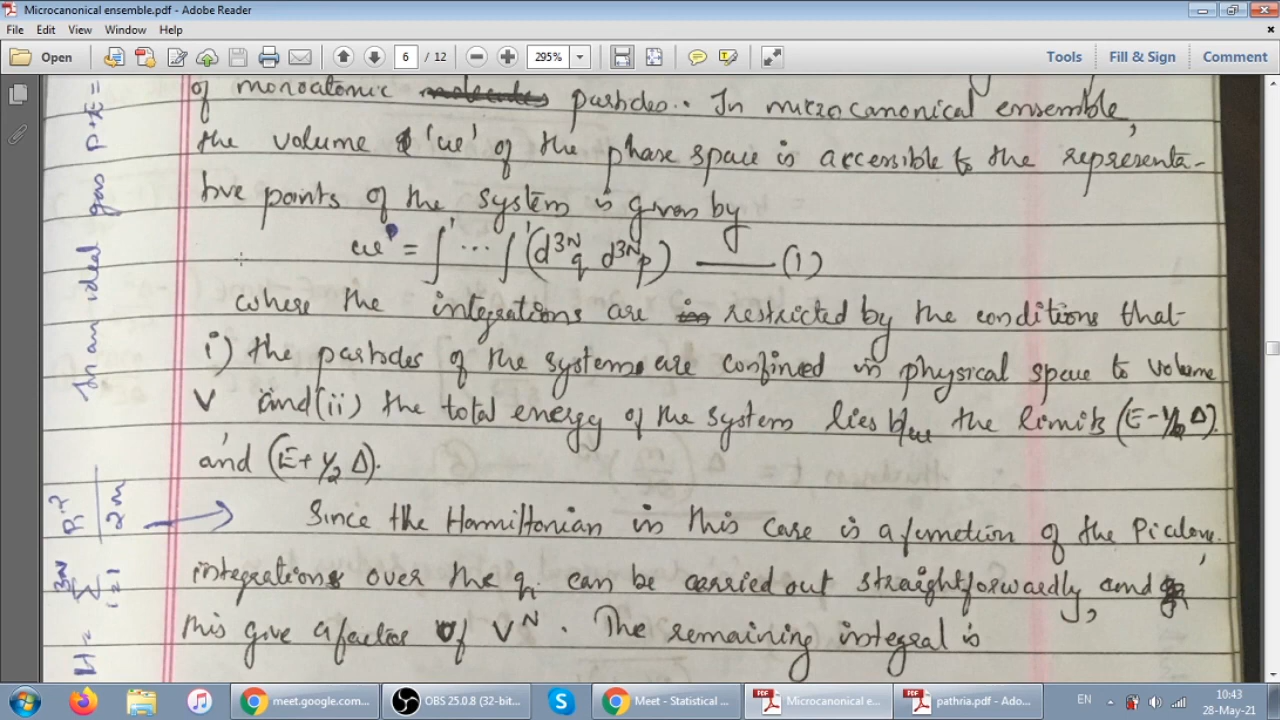 Microcanonical ensemble.pdf - Adobe Reader
File Edit View Window Help
Open 6 / 12 295% Tools Fill & Sign Comment
of monoatomic particles. In microcanonical ensemble,
the volume 'ω' of the phase space is accessible to the representa-
tive points of the system is given by
ω = ∫' ... ∫' (d³ᴺq d³ᴺp) —— (1)
where the integrations are restricted by the conditions that
i) the particles of the system are confined in physical space to volume
V and (ii) the total energy of the system lies b/w the limits (E-1/2 Δ)
and (E+1/2 Δ).
Since the Hamiltonian in this case is a function of the Pi alone,
integrations over the qi can be carried out straightforwardly, and
this give a factor of Vᴺ. The remaining integral is
In an ideal gas P.E =
H = 3N Σ i=1 Pi² / 2m
meet.google.com... OBS 25.0.8 (32-bit... Meet - Statistical ... Microcanonical e... pathria.pdf - Ado... EN 10:43
28-May-21